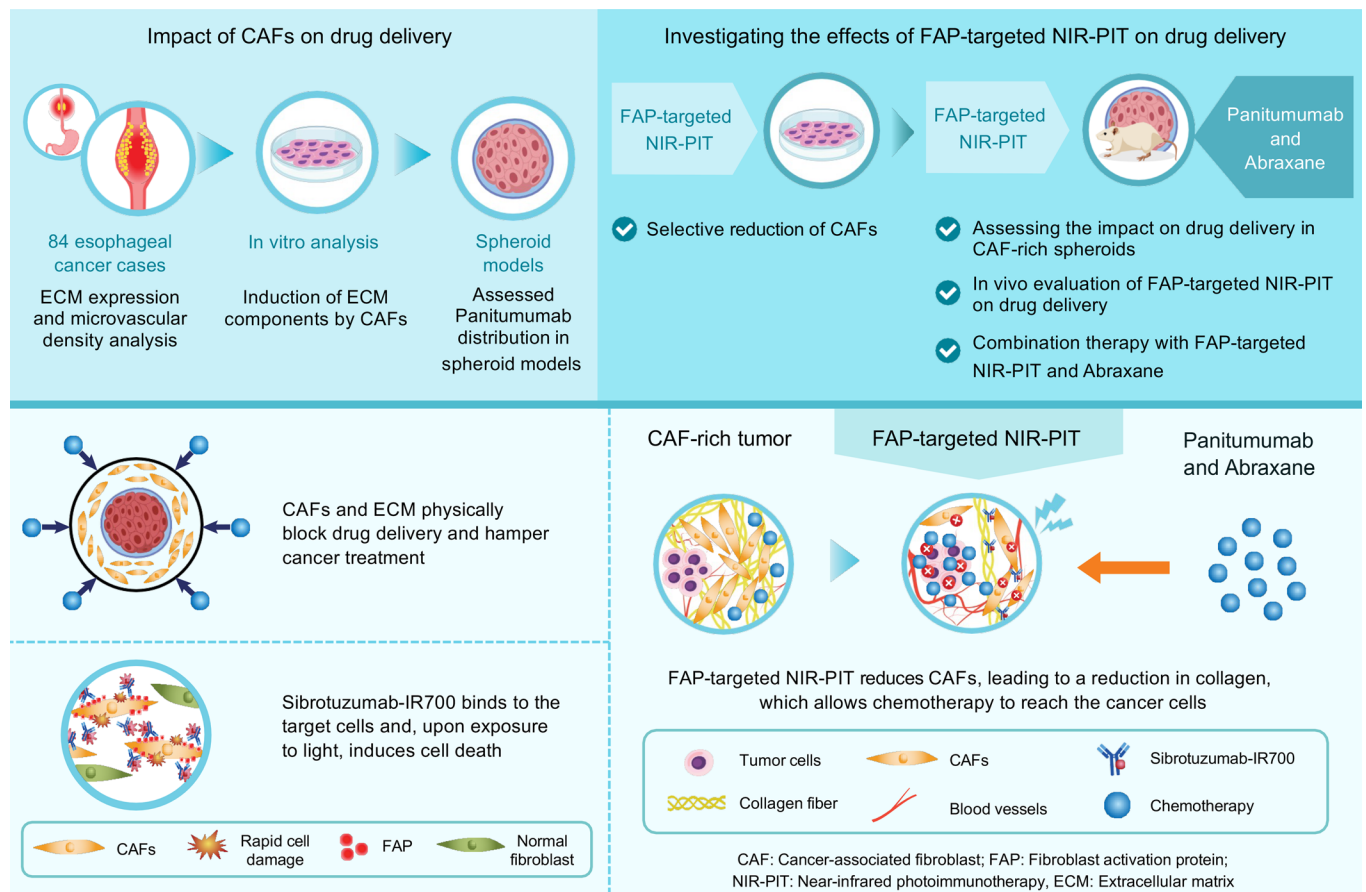 Impact of CAFs on drug delivery
84 esophageal
cancer cases
ECM expression
and microvascular
density analysis
In vitro analysis
Induction of ECM
components by CAFs
Spheroid
models
Assessed
Panitumumab
distribution in
spheroid models
Investigating the effects of FAP-targeted NIR-PIT on drug delivery
FAP-targeted
NIR-PIT
FAP-targeted
NIR-PIT
Panitumumab
and
Abraxane
Selective reduction of CAFs
Assessing the impact on drug delivery in
CAF-rich spheroids
In vivo evaluation of FAP-targeted NIR-PIT
on drug delivery
Combination therapy with FAP-targeted
NIR-PIT and Abraxane
CAFs and ECM physically
block drug delivery and hamper
cancer treatment
Sibrotuzumab-IR700 binds to the
target cells and, upon exposure
to light, induces cell death
CAFs
Rapid cell
damage
FAP
Normal
fibroblast
CAF-rich tumor
FAP-targeted NIR-PIT
Panitumumab
and Abraxane
FAP-targeted NIR-PIT reduces CAFs, leading to a reduction in collagen,
which allows chemotherapy to reach the cancer cells
Tumor cells
CAFs
Sibrotuzumab-IR700
Collagen fiber
Blood vessels
Chemotherapy
CAF: Cancer-associated fibroblast; FAP: Fibroblast activation protein;
NIR-PIT: Near-infrared photoimmunotherapy, ECM: Extracellular matrix